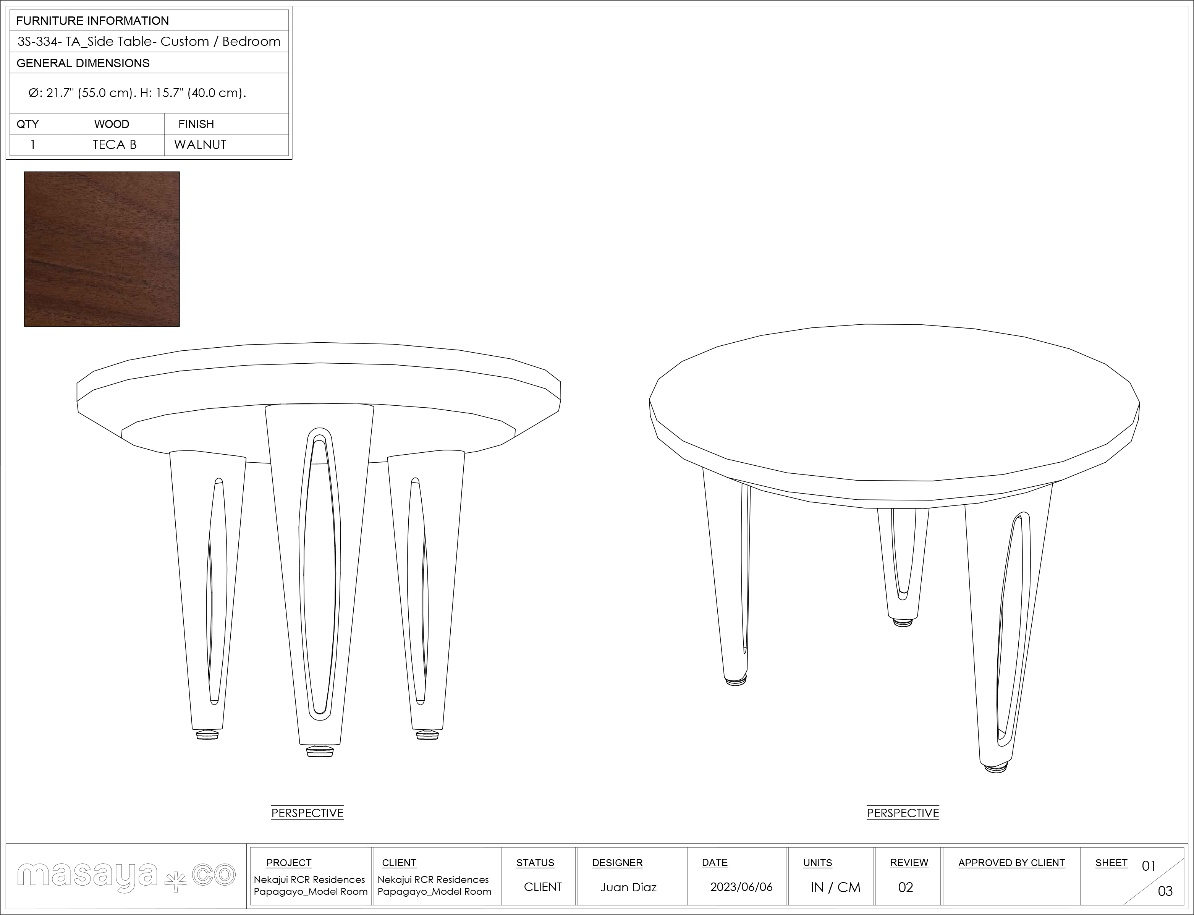 FURNITURE INFORMATION
3S-334- TA_Side Table- Custom / Bedroom
GENERAL DIMENSIONS
Ø: 21.7" (55.0 cm). H: 15.7" (40.0 cm).
QTY WOOD FINISH
1 TECA B WALNUT
PERSPECTIVE PERSPECTIVE
masaya co
PROJECT CLIENT STATUS DESIGNER DATE UNITS REVIEW APPROVED BY CLIENT SHEET 01
Nekajui RCR Residences Nekajui RCR Residences CLIENT Juan Díaz 2023/06/06 IN / CM 02 03
Papagayo_Model Room Papagayo_Model Room